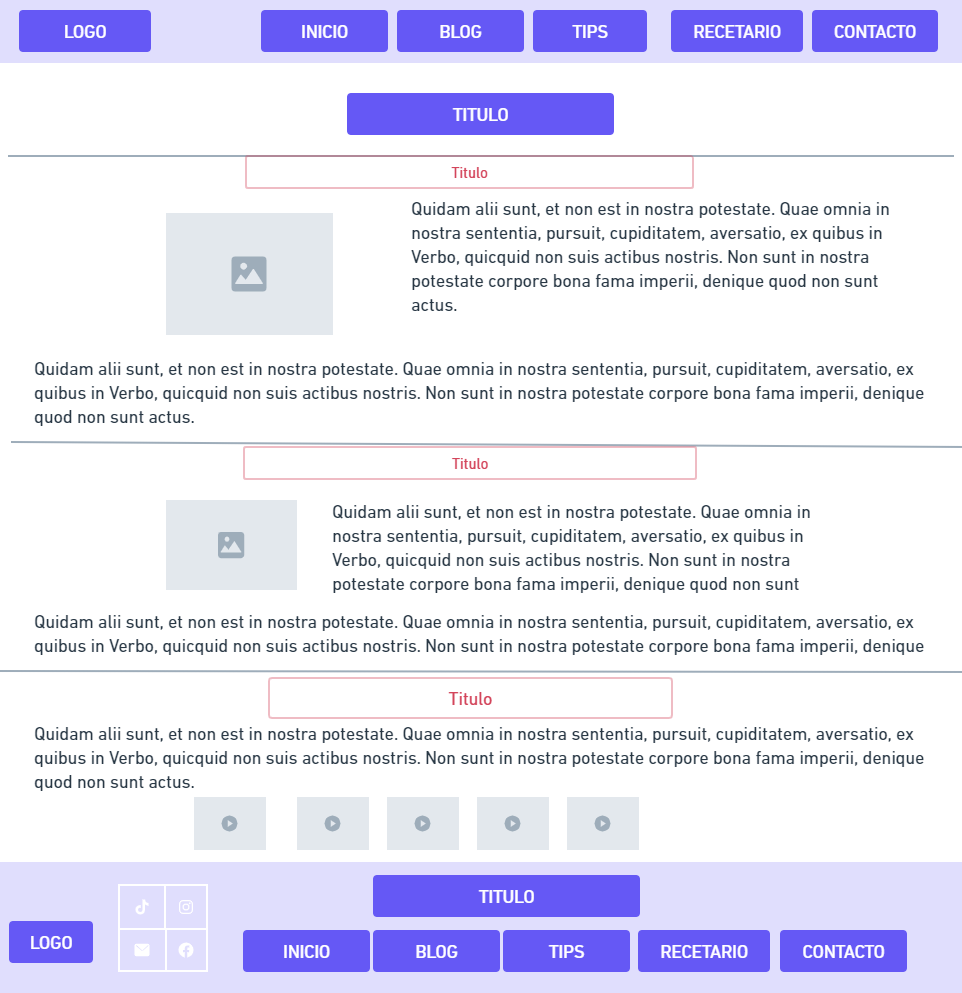 LOGO
INICIO
BLOG
TIPS
RECETARIO
CONTACTO
TITULO
Titulo
Quidam alii sunt, et non est in nostra potestate. Quae omnia in
nostra sententia, pursuit, cupiditatem, aversatio, ex quibus in
Verbo, quicquid non suis actibus nostris. Non sunt in nostra
potestate corpore bona fama imperii, denique quod non sunt
actus.
Quidam alii sunt, et non est in nostra potestate. Quae omnia in nostra sententia, pursuit, cupiditatem, aversatio, ex
quibus in Verbo, quicquid non suis actibus nostris. Non sunt in nostra potestate corpore bona fama imperii, denique
quod non sunt actus.
Titulo
Quidam alii sunt, et non est in nostra potestate. Quae omnia in
nostra sententia, pursuit, cupiditatem, aversatio, ex quibus in
Verbo, quicquid non suis actibus nostris. Non sunt in nostra
potestate corpore bona fama imperii, denique quod non sunt
Quidam alii sunt, et non est in nostra potestate. Quae omnia in nostra sententia, pursuit, cupiditatem, aversatio, ex
quibus in Verbo, quicquid non suis actibus nostris. Non sunt in nostra potestate corpore bona fama imperii, denique
Titulo
Quidam alii sunt, et non est in nostra potestate. Quae omnia in nostra sententia, pursuit, cupiditatem, aversatio, ex
quibus in Verbo, quicquid non suis actibus nostris. Non sunt in nostra potestate corpore bona fama imperii, denique
quod non sunt actus.
TITULO
LOGO
INICIO
BLOG
TIPS
RECETARIO
CONTACTO